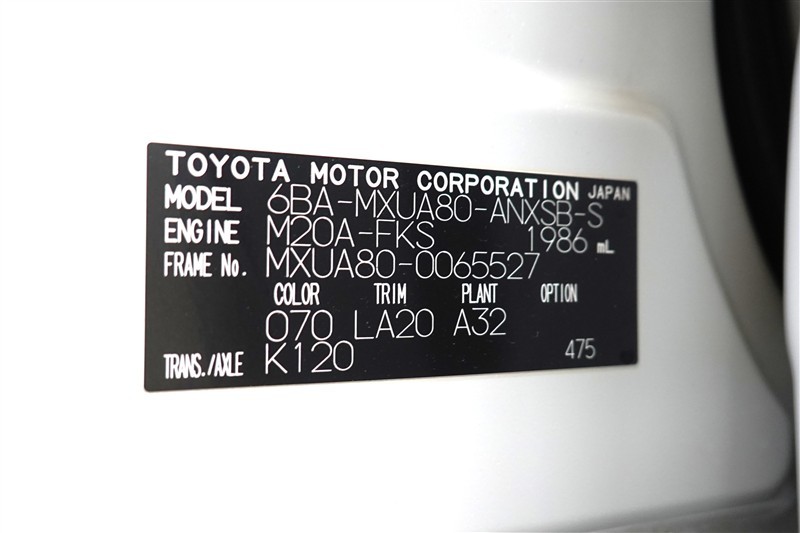 TOYOTA MOTOR CORPORATION JAPAN
MODEL 6BA-MXUA80-ANXSB-S
ENGINE M20A-FKS 1986 mL
FRAME No. MXUA80-0065527
COLOR TRIM PLANT OPTION
070 LA20 A32
TRANS./AXLE K120 475